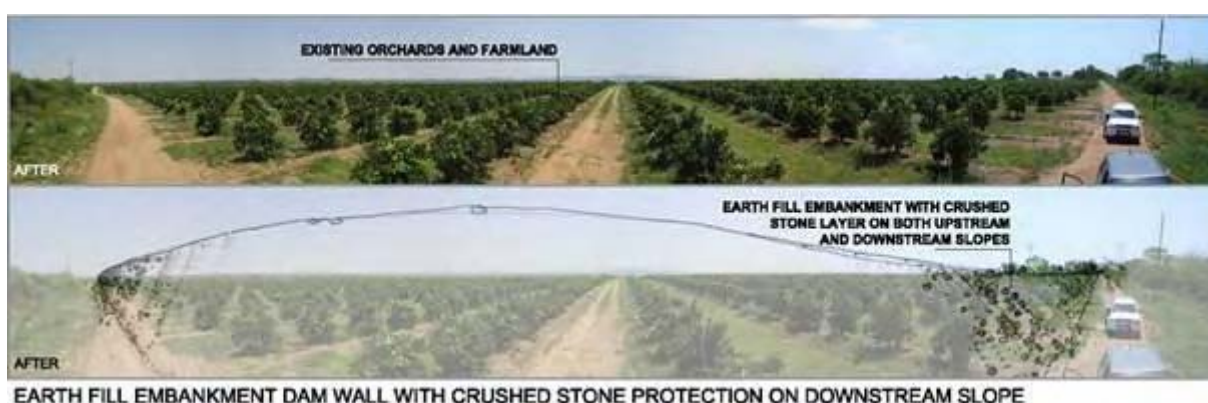 EXISTING ORCHARDS AND FARMLAND
AFTER
EARTH FILL EMBANKMENT WITH CRUSHED
STONE LAYER ON BOTH UPSTREAM
AND DOWNSTREAM SLOPES
AFTER
EARTH FILL EMBANKMENT DAM WALL WITH CRUSHED STONE PROTECTION ON DOWNSTREAM SLOPE